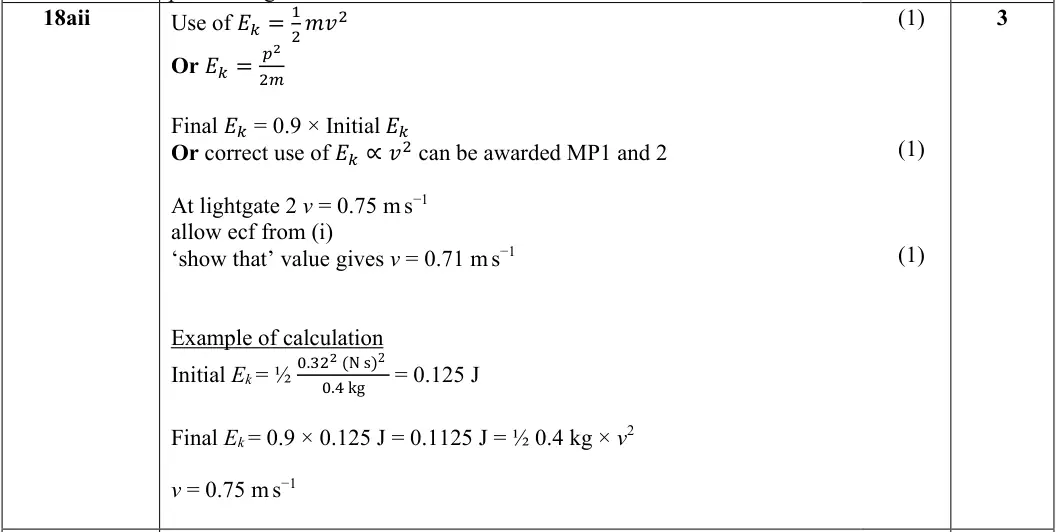 18aii Use of E_k = 1/2 mv² (1) 3
Or E_k = p²/2m
Final E_k = 0.9 × Initial E_k
Or correct use of E_k ∝ v² can be awarded MP1 and 2 (1)
At lightgate 2 v = 0.75 m s⁻¹
allow ecf from (i)
‘show that’ value gives v = 0.71 m s⁻¹ (1)
Example of calculation
Initial E_k = ½ 0.32² (N s)²/0.4 kg = 0.125 J
Final E_k = 0.9 × 0.125 J = 0.1125 J = ½ 0.4 kg × v²
v = 0.75 m s⁻¹